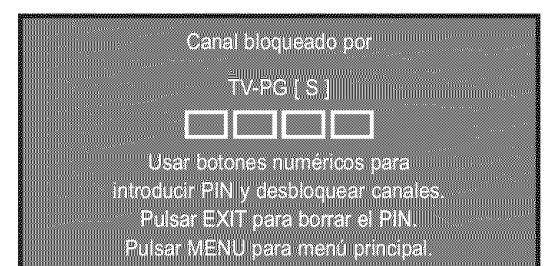 Canal bloqueado por
TV-PG [ S ]
Usar botones numéricos para
introducir PIN y desbloquear canales.
Pulsar EXIT para borrar el PIN.
Pulsar MENU para menú principal.